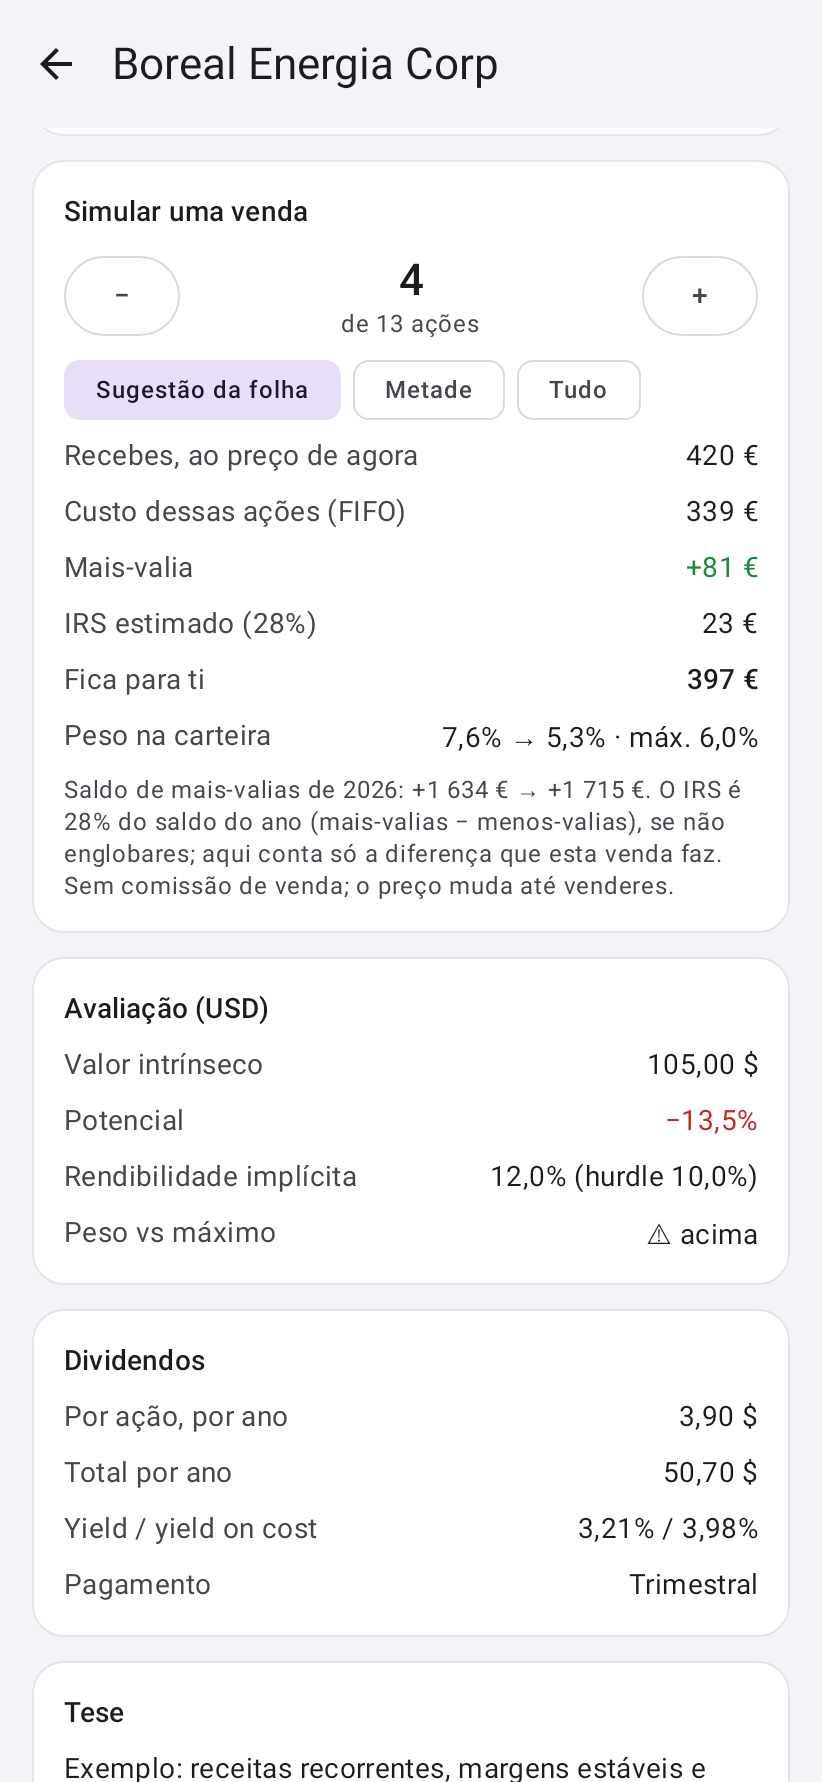 Boreal Energia Corp
Simular uma venda
−
4
+
de 13 ações
Sugestão da folha
Metade
Tudo
Recebes, ao preço de agora 420 €
Custo dessas ações (FIFO) 339 €
Mais-valia +81 €
IRS estimado (28%) 23 €
Fica para ti 397 €
Peso na carteira 7,6% → 5,3% · máx. 6,0%
Saldo de mais-valias de 2026: +1 634 € → +1 715 €. O IRS é
28% do saldo do ano (mais-valias − menos-valias), se não
englobares; aqui conta só a diferença que esta venda faz.
Sem comissão de venda; o preço muda até venderes.
Avaliação (USD)
Valor intrínseco 105,00 $
Potencial −13,5%
Rendibilidade implícita 12,0% (hurdle 10,0%)
Peso vs máximo ⚠ acima
Dividendos
Por ação, por ano 3,90 $
Total por ano 50,70 $
Yield / yield on cost 3,21% / 3,98%
Pagamento Trimestral
Tese
Exemplo: receitas recorrentes, margens estáveis e